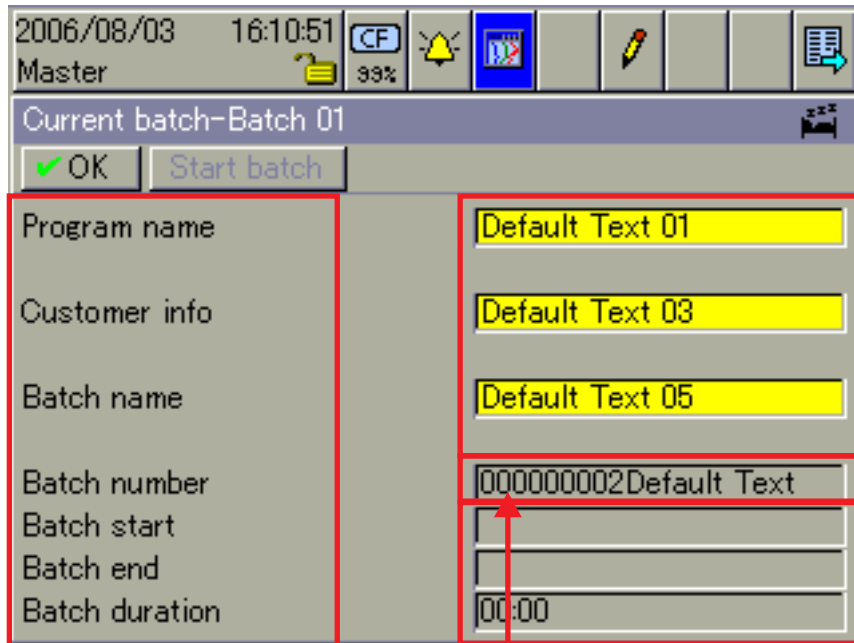 2006/08/03 16:10:51
CF
Master 99%
Current batch-Batch 01 zzz
OK Start batch
Program name Default Text 01
Customer info Default Text 03
Batch name Default Text 05
Batch number 000000002Default Text
Batch start
Batch end
Batch duration 00:00